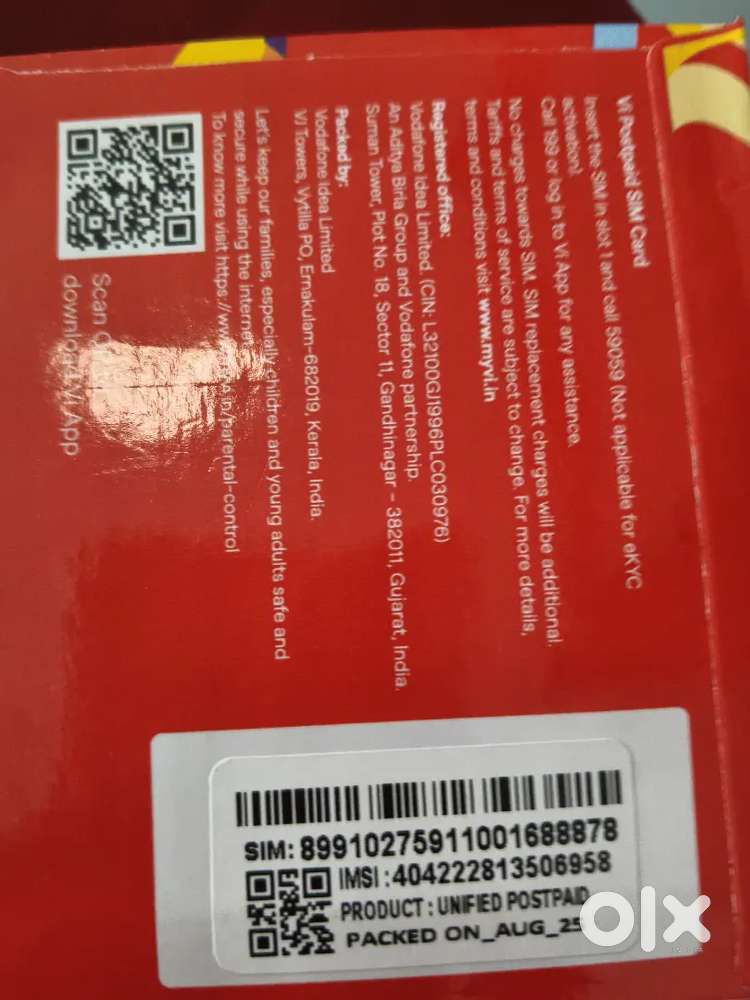 Vi Postpaid SIM Card
Insert the SIM in slot 1 and call 59059 (Not applicable for eKYC
activation).
Call 199 or log in to Vi App for any assistance.
No charges towards SIM. SIM replacement charges will be additional.
Tariffs and terms of service are subject to change. For more details,
terms and conditions visit www.myvi.in
Registered office:
Vodafone Idea Limited. (CIN: L32100GJ1996PLC030976)
An Aditya Birla Group and Vodafone partnership.
Suman Tower, Plot No. 18, Sector 11, Gandhinagar - 382011, Gujarat, India.
Packed by:
Vodafone Idea Limited
VI Towers, Vytilla PO, Ernakulam-682019, Kerala, India.
Let's keep our families, especially children and young adults safe and
secure while using the internet
To know more visit https://www. .in/parental-control
Scan
download Vi App
SIM: 89910275911001688878
IMSI :404222813506958
PRODUCT : UNIFIED POSTPAID
PACKED ON_AUG_25
olx